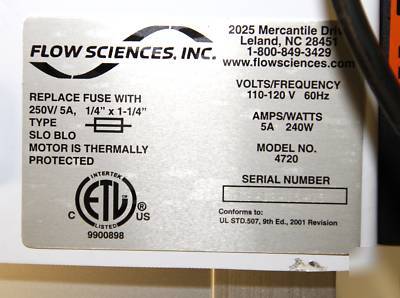 FLOW SCIENCES, INC.
2025 Mercantile Drive
Leland, NC 28451
1-800-849-3429
www.flowsciences.com
REPLACE FUSE WITH
250V/ 5A, 1/4" x 1-1/4"
TYPE
SLO BLO
MOTOR IS THERMALLY
PROTECTED
VOLTS/FREQUENCY
110-120 V 60Hz
AMPS/WATTS
5A 240W
MODEL NO.
4720
SERIAL NUMBER
INTERTEK
ETL
C US
LISTED
9900898
Conforms to:
UL STD.507, 9th Ed., 2001 Revision